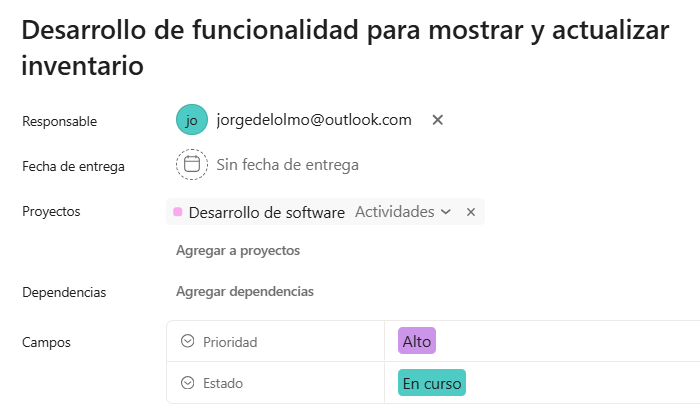 Desarrollo de funcionalidad para mostrar y actualizar
inventario
Responsable jo jorgedelolmo@outlook.com
Fecha de entrega Sin fecha de entrega
Proyectos Desarrollo de software Actividades
Agregar a proyectos
Dependencias Agregar dependencias
Campos Prioridad Alto
Estado En curso